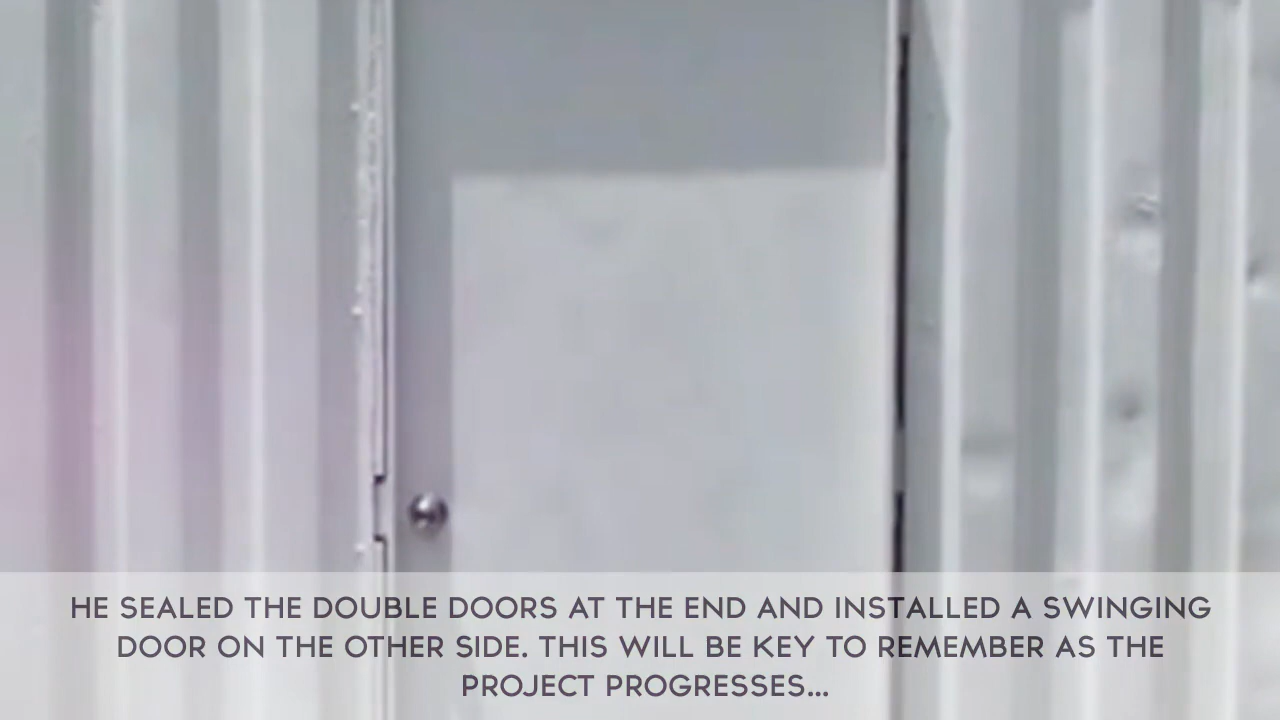 HE SEALED THE DOUBLE DOORS AT THE END AND INSTALLED A SWINGING
DOOR ON THE OTHER SIDE. THIS WILL BE KEY TO REMEMBER AS THE
PROJECT PROGRESSES...